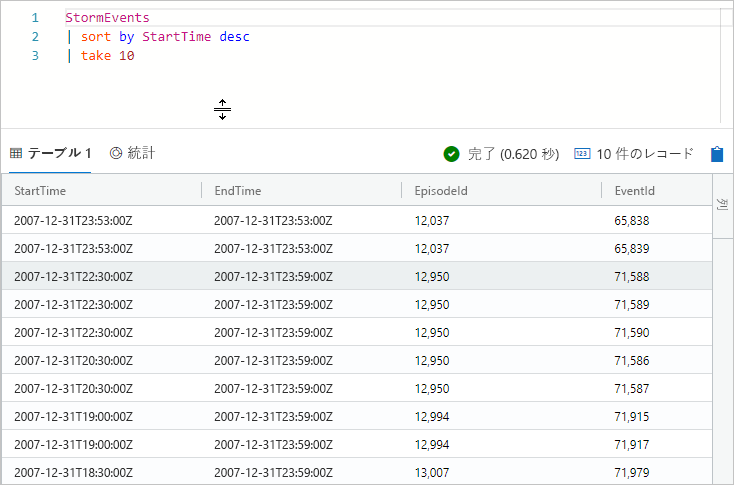 1 StormEvents
2 | sort by StartTime desc
3 | take 10
テーブル 1 統計 完了 (0.620 秒) 123 10 件のレコード
StartTime EndTime EpisodeId EventId 列
2007-12-31T23:53:00Z 2007-12-31T23:53:00Z 12,037 65,838
2007-12-31T23:53:00Z 2007-12-31T23:53:00Z 12,037 65,839
2007-12-31T22:30:00Z 2007-12-31T23:59:00Z 12,950 71,588
2007-12-31T22:30:00Z 2007-12-31T23:59:00Z 12,950 71,589
2007-12-31T22:30:00Z 2007-12-31T23:59:00Z 12,950 71,590
2007-12-31T20:30:00Z 2007-12-31T23:59:00Z 12,950 71,586
2007-12-31T20:30:00Z 2007-12-31T23:59:00Z 12,950 71,587
2007-12-31T19:00:00Z 2007-12-31T23:59:00Z 12,994 71,915
2007-12-31T19:00:00Z 2007-12-31T23:59:00Z 12,994 71,917
2007-12-31T18:30:00Z 2007-12-31T23:59:00Z 13,007 71,979